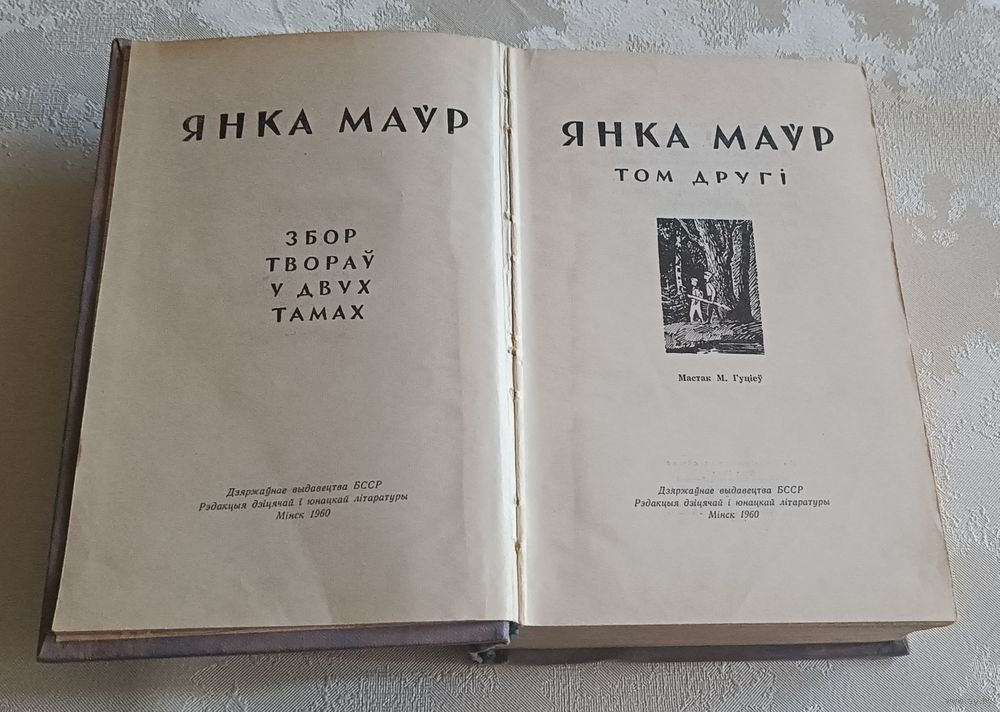 ЯНКА МАЎР
ЗБОР
ТВОРАЎ
У ДВУХ
ТАМАХ
Дзяржаўнае выдавецтва БССР
Рэдакцыя дзіцячай і юнацкай літаратуры
Мінск 1960
ЯНКА МАЎР
ТОМ ДРУГІ
Мастак М. Гуціеў
Дзяржаўнае выдавецтва БССР
Рэдакцыя дзіцячай і юнацкай літаратуры
Мінск 1960